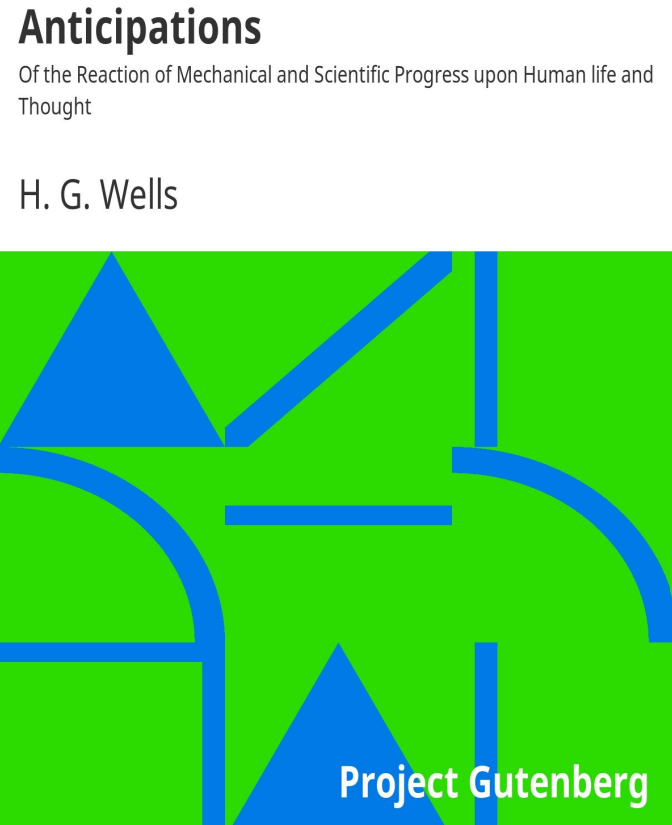 Anticipations
Of the Reaction of Mechanical and Scientific Progress upon Human life and
Thought
H. G. Wells
Project Gutenberg